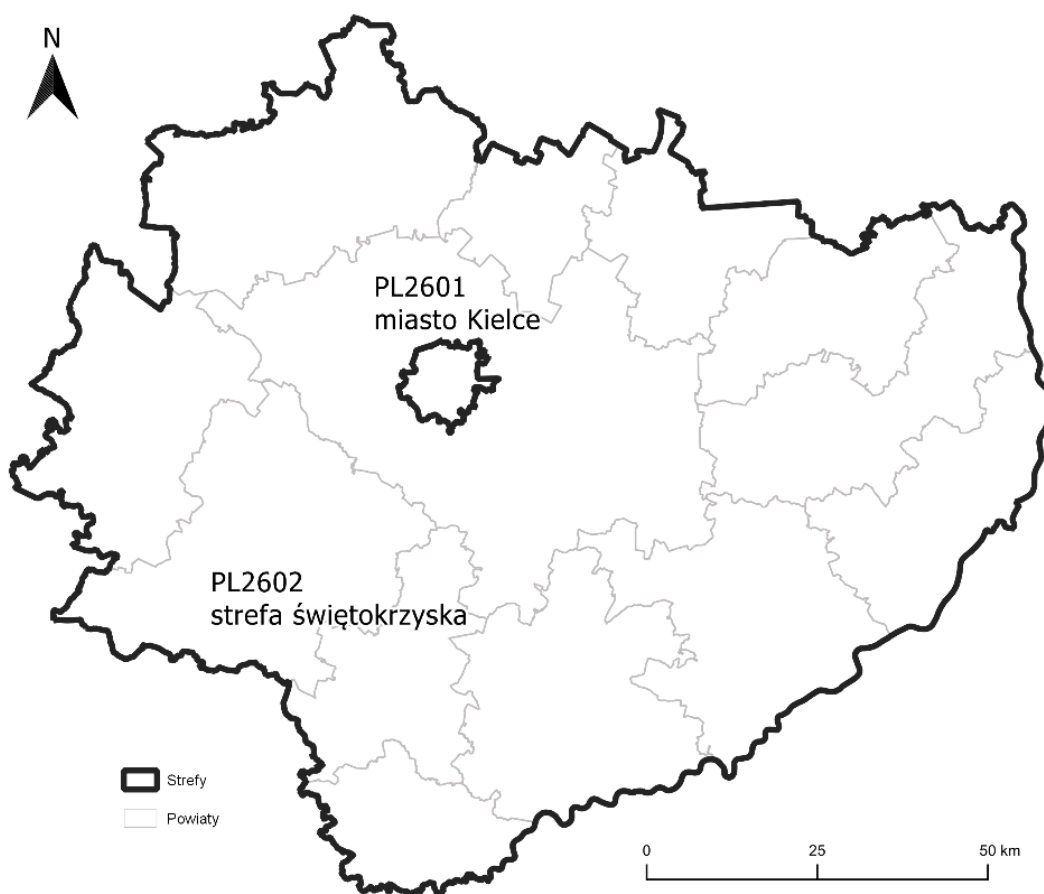 N
PL2601
miasto Kielce
PL2602
strefa świętokrzyska
Strefy
Powiaty
0 25 50 km